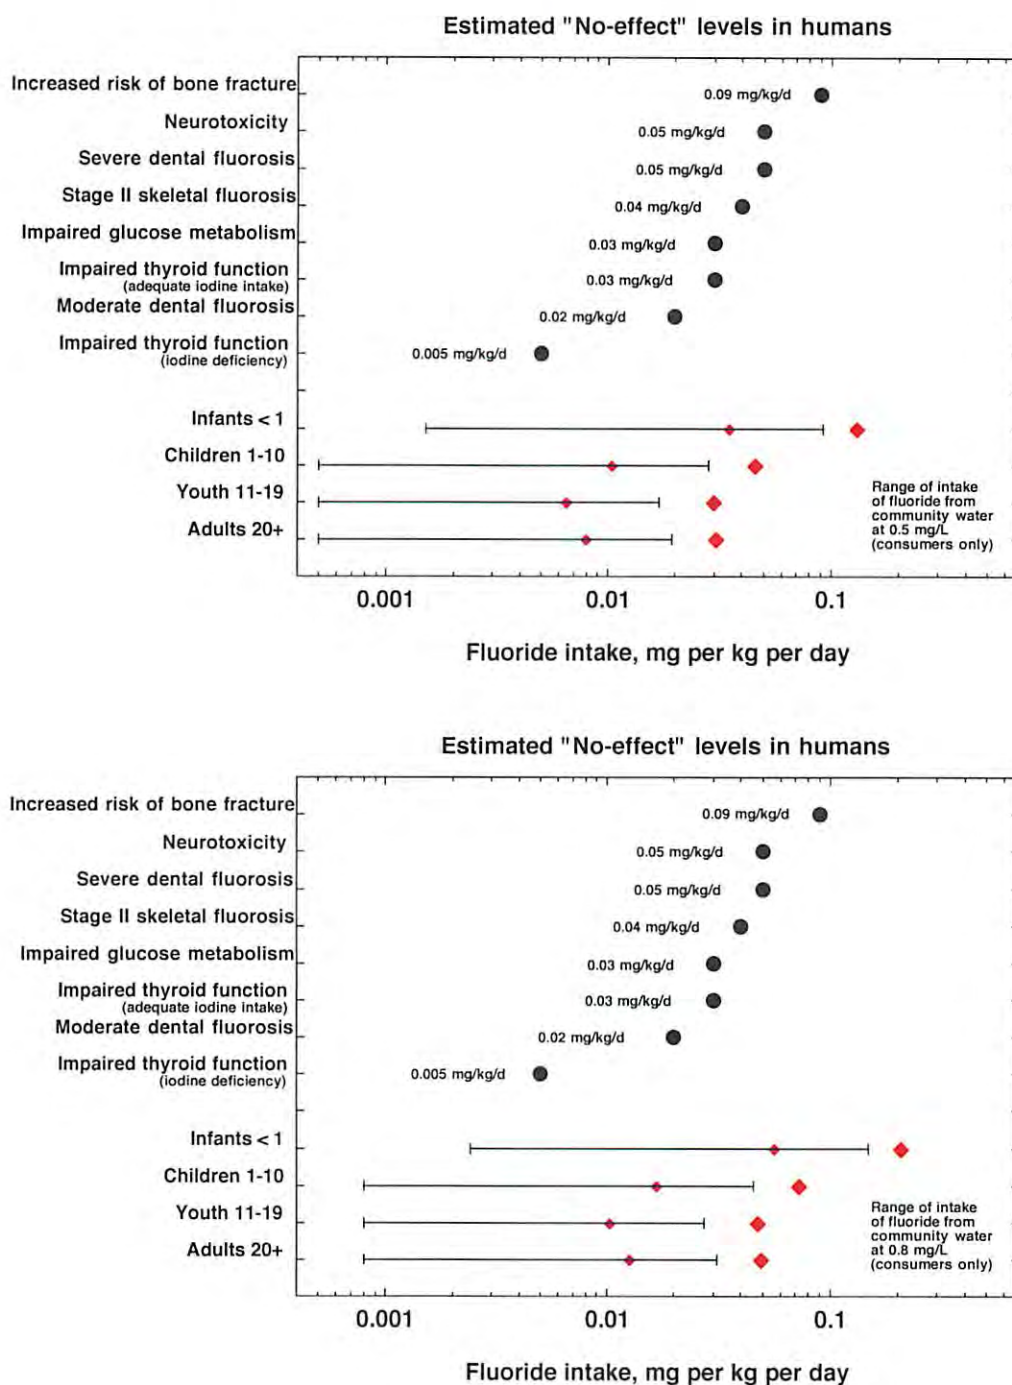 Estimated "No-effect" levels in humans
Increased risk of bone fracture
0.09 mg/kg/d
Neurotoxicity
0.05 mg/kg/d
Severe dental fluorosis
0.05 mg/kg/d
Stage II skeletal fluorosis
0.04 mg/kg/d
Impaired glucose metabolism
0.03 mg/kg/d
Impaired thyroid function
(adequate iodine intake)
0.03 mg/kg/d
Moderate dental fluorosis
0.02 mg/kg/d
Impaired thyroid function
(iodine deficiency)
0.005 mg/kg/d
Infants < 1
Children 1-10
Youth 11-19
Adults 20+
Range of intake
of fluoride from
community water
at 0.5 mg/L
(consumers only)
0.001 0.01 0.1
Fluoride intake, mg per kg per day
Estimated "No-effect" levels in humans
Increased risk of bone fracture
0.09 mg/kg/d
Neurotoxicity
0.05 mg/kg/d
Severe dental fluorosis
0.05 mg/kg/d
Stage II skeletal fluorosis
0.04 mg/kg/d
Impaired glucose metabolism
0.03 mg/kg/d
Impaired thyroid function
(adequate iodine intake)
0.03 mg/kg/d
Moderate dental fluorosis
0.02 mg/kg/d
Impaired thyroid function
(iodine deficiency)
0.005 mg/kg/d
Infants < 1
Children 1-10
Youth 11-19
Adults 20+
Range of intake
of fluoride from
community water
at 0.8 mg/L
(consumers only)
0.001 0.01 0.1
Fluoride intake, mg per kg per day